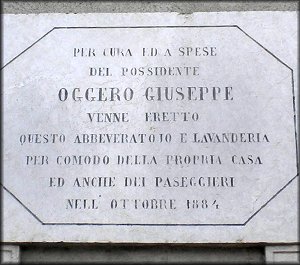 PER CURA ED A SPESE
DEL POSSIDENTE
OGGERO GIUSEPPE
VENNE ERETTO
QUESTO ABBEVERATOIO E LAVANDERIA
PER COMODO DELLA PROPRIA CASA
ED ANCHE DEI PASEGGIERI
NELL' OTTOBRE 1884